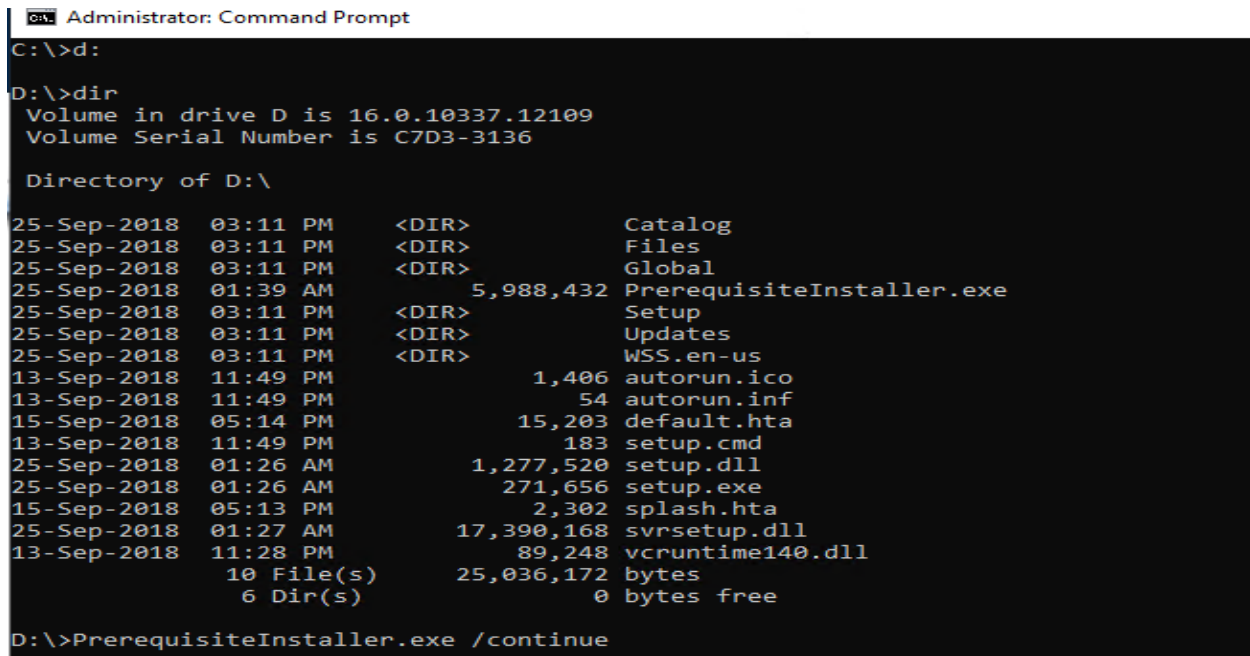 Administrator: Command Prompt
C:\>d:
D:\>dir
 Volume in drive D is 16.0.10337.12109
 Volume Serial Number is C7D3-3136
 Directory of D:\
25-Sep-2018  03:11 PM    <DIR>          Catalog
25-Sep-2018  03:11 PM    <DIR>          Files
25-Sep-2018  03:11 PM    <DIR>          Global
25-Sep-2018  01:39 AM         5,988,432 PrerequisiteInstaller.exe
25-Sep-2018  03:11 PM    <DIR>          Setup
25-Sep-2018  03:11 PM    <DIR>          Updates
25-Sep-2018  03:11 PM    <DIR>          WSS.en-us
13-Sep-2018  11:49 PM             1,406 autorun.ico
13-Sep-2018  11:49 PM                54 autorun.inf
15-Sep-2018  05:14 PM            15,203 default.hta
13-Sep-2018  11:49 PM               183 setup.cmd
25-Sep-2018  01:26 AM         1,277,520 setup.dll
25-Sep-2018  01:26 AM           271,656 setup.exe
15-Sep-2018  05:13 PM             2,302 splash.hta
25-Sep-2018  01:27 AM        17,390,168 svrsetup.dll
13-Sep-2018  11:28 PM            89,248 vcruntime140.dll
              10 File(s)     25,036,172 bytes
               6 Dir(s)               0 bytes free
D:\>PrerequisiteInstaller.exe /continue